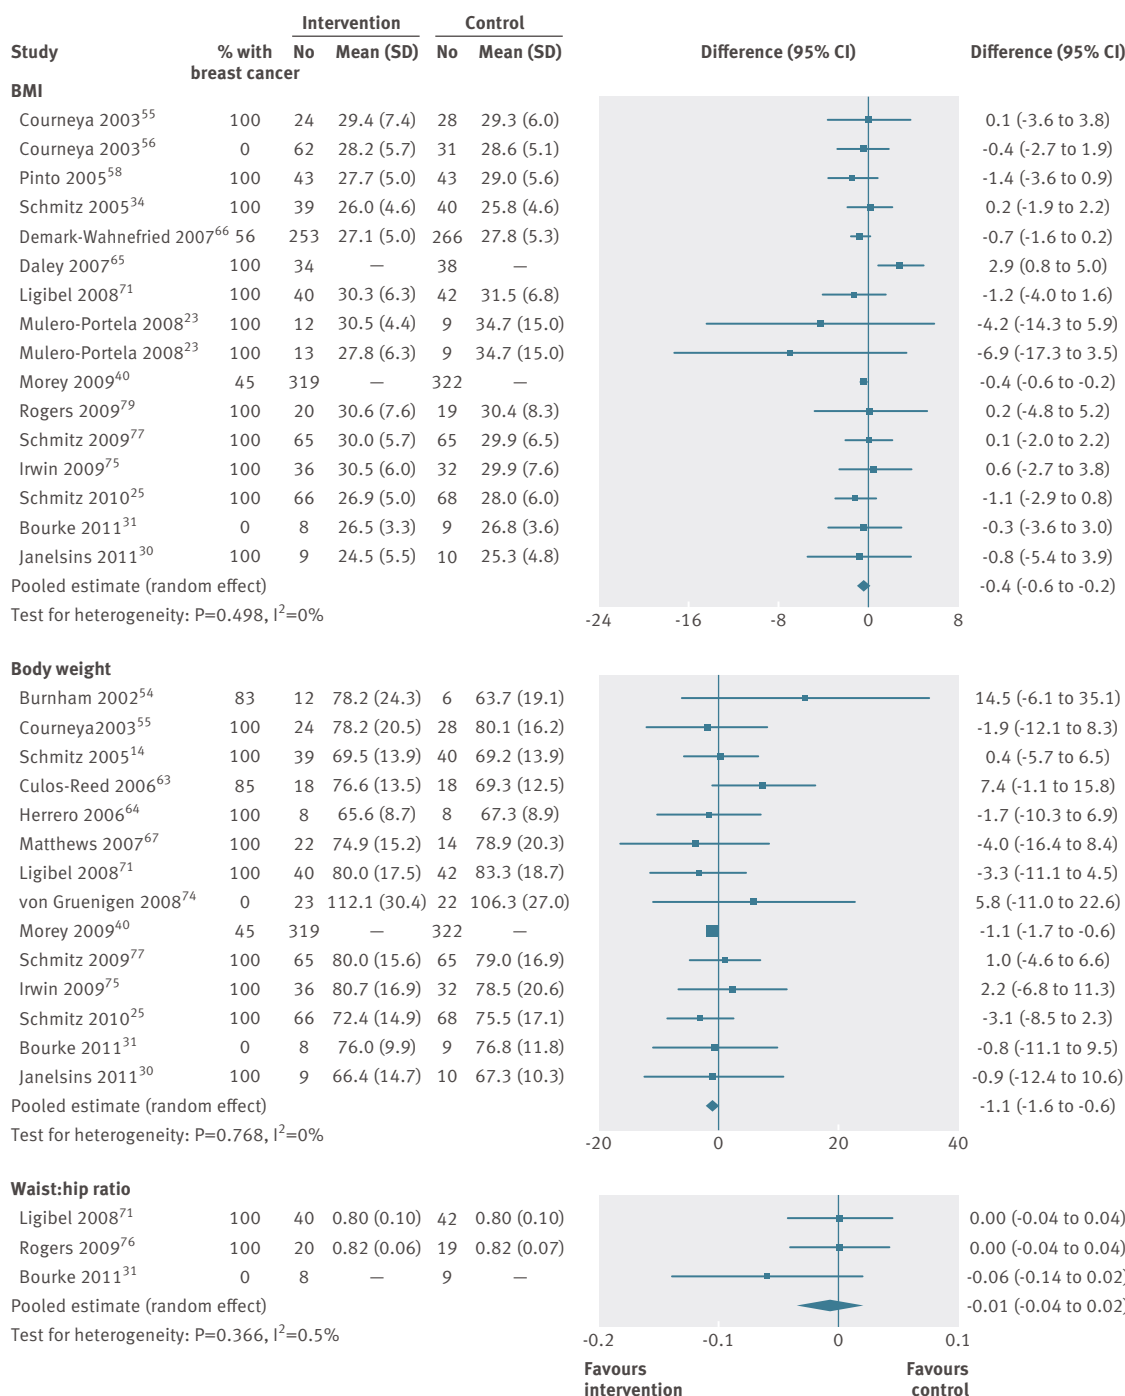 Intervention Control
Study % with breast cancer No Mean (SD) No Mean (SD) Difference (95% CI) Difference (95% CI)
BMI
Courneya 2003⁵⁵ 100 24 29.4 (7.4) 28 29.3 (6.0) 0.1 (-3.6 to 3.8)
Courneya 2003⁵⁶ 0 62 28.2 (5.7) 31 28.6 (5.1) -0.4 (-2.7 to 1.9)
Pinto 2005⁵⁸ 100 43 27.7 (5.0) 43 29.0 (5.6) -1.4 (-3.6 to 0.9)
Schmitz 2005³⁴ 100 39 26.0 (4.6) 40 25.8 (4.6) 0.2 (-1.9 to 2.2)
Demark-Wahnefried 2007⁶⁶ 56 253 27.1 (5.0) 266 27.8 (5.3) -0.7 (-1.6 to 0.2)
Daley 2007⁶⁵ 100 34 — 38 — 2.9 (0.8 to 5.0)
Ligibel 2008⁷¹ 100 40 30.3 (6.3) 42 31.5 (6.8) -1.2 (-4.0 to 1.6)
Mulero-Portela 2008²³ 100 12 30.5 (4.4) 9 34.7 (15.0) -4.2 (-14.3 to 5.9)
Mulero-Portela 2008²³ 100 13 27.8 (6.3) 9 34.7 (15.0) -6.9 (-17.3 to 3.5)
Morey 2009⁴⁰ 45 319 — 322 — -0.4 (-0.6 to -0.2)
Rogers 2009⁷⁹ 100 20 30.6 (7.6) 19 30.4 (8.3) 0.2 (-4.8 to 5.2)
Schmitz 2009⁷⁷ 100 65 30.0 (5.7) 65 29.9 (6.5) 0.1 (-2.0 to 2.2)
Irwin 2009⁷⁵ 100 36 30.5 (6.0) 32 29.9 (7.6) 0.6 (-2.7 to 3.8)
Schmitz 2010²⁵ 100 66 26.9 (5.0) 68 28.0 (6.0) -1.1 (-2.9 to 0.8)
Bourke 2011³¹ 0 8 26.5 (3.3) 9 26.8 (3.6) -0.3 (-3.6 to 3.0)
Janelsins 2011³⁰ 100 9 24.5 (5.5) 10 25.3 (4.8) -0.8 (-5.4 to 3.9)
Pooled estimate (random effect) -0.4 (-0.6 to -0.2)
Test for heterogeneity: P=0.498, I²=0%
-24 -16 -8 0 8
Body weight
Burnham 2002⁵⁴ 83 12 78.2 (24.3) 6 63.7 (19.1) 14.5 (-6.1 to 35.1)
Courneya2003⁵⁵ 100 24 78.2 (20.5) 28 80.1 (16.2) -1.9 (-12.1 to 8.3)
Schmitz 2005¹⁴ 100 39 69.5 (13.9) 40 69.2 (13.9) 0.4 (-5.7 to 6.5)
Culos-Reed 2006⁶³ 85 18 76.6 (13.5) 18 69.3 (12.5) 7.4 (-1.1 to 15.8)
Herrero 2006⁶⁴ 100 8 65.6 (8.7) 8 67.3 (8.9) -1.7 (-10.3 to 6.9)
Matthews 2007⁶⁷ 100 22 74.9 (15.2) 14 78.9 (20.3) -4.0 (-16.4 to 8.4)
Ligibel 2008⁷¹ 100 40 80.0 (17.5) 42 83.3 (18.7) -3.3 (-11.1 to 4.5)
von Gruenigen 2008⁷⁴ 0 23 112.1 (30.4) 22 106.3 (27.0) 5.8 (-11.0 to 22.6)
Morey 2009⁴⁰ 45 319 — 322 — -1.1 (-1.7 to -0.6)
Schmitz 2009⁷⁷ 100 65 80.0 (15.6) 65 79.0 (16.9) 1.0 (-4.6 to 6.6)
Irwin 2009⁷⁵ 100 36 80.7 (16.9) 32 78.5 (20.6) 2.2 (-6.8 to 11.3)
Schmitz 2010²⁵ 100 66 72.4 (14.9) 68 75.5 (17.1) -3.1 (-8.5 to 2.3)
Bourke 2011³¹ 0 8 76.0 (9.9) 9 76.8 (11.8) -0.8 (-11.1 to 9.5)
Janelsins 2011³⁰ 100 9 66.4 (14.7) 10 67.3 (10.3) -0.9 (-12.4 to 10.6)
Pooled estimate (random effect) -1.1 (-1.6 to -0.6)
Test for heterogeneity: P=0.768, I²=0%
-20 0 20 40
Waist:hip ratio
Ligibel 2008⁷¹ 100 40 0.80 (0.10) 42 0.80 (0.10) 0.00 (-0.04 to 0.04)
Rogers 2009⁷⁶ 100 20 0.82 (0.06) 19 0.82 (0.07) 0.00 (-0.04 to 0.04)
Bourke 2011³¹ 0 8 — 9 — -0.06 (-0.14 to 0.02)
Pooled estimate (random effect) -0.01 (-0.04 to 0.02)
Test for heterogeneity: P=0.366, I²=0.5%
-0.2 -0.1 0 0.1
Favours intervention Favours control